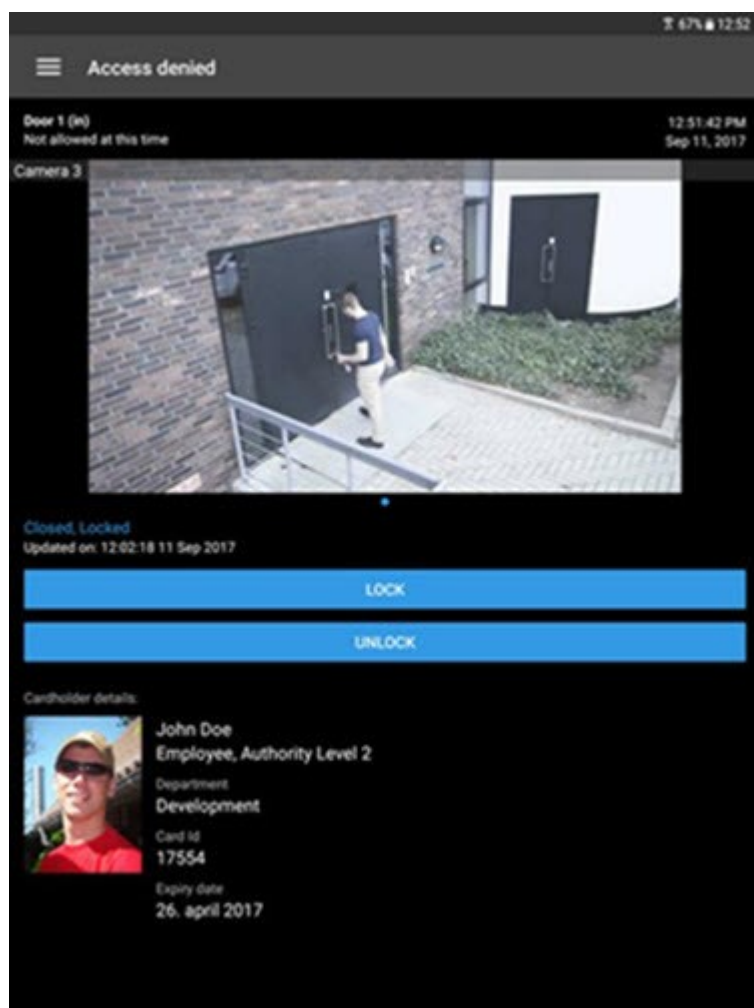 67% 12:52
Access denied
Door 1 (in)
12:51:42 PM
Not allowed at this time
Sep 11, 2017
Camera 3
Closed, Locked
Updated on: 12:02:18 11 Sep 2017
LOCK
UNLOCK
Cardholder details:
John Doe
Employee, Authority Level 2
Department
Development
Card Id
17554
Expiry date
26. april 2017